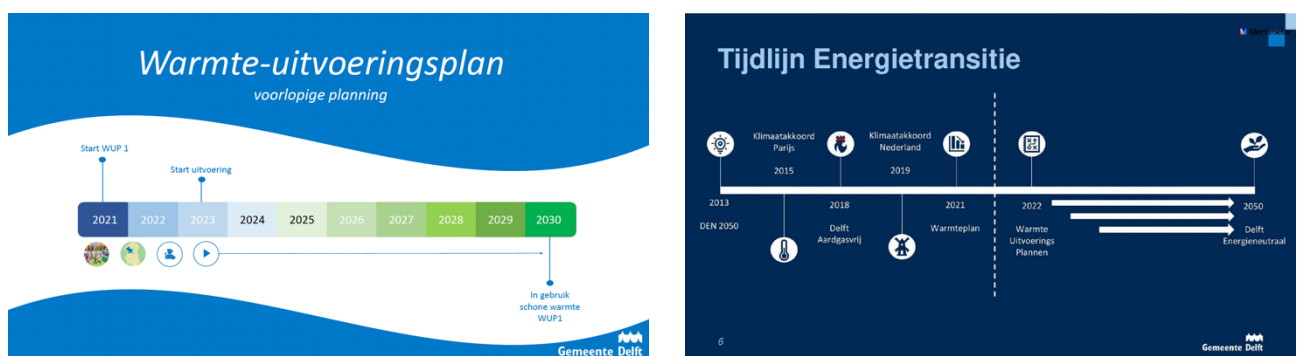 Warmte-uitvoeringsplan
voorlopige planning
Start WUP 1
Start uitvoering
2021 2022 2023 2024 2025 2026 2027 2028 2029 2030
In gebruik
schone warmte
WUP1
Gemeente Delft
Tijdlijn Energietransitie
Klimaatakkoord
Parijs
2015
Klimaatakkoord
Nederland
2019
2013
DEN 2050
2018
Delft
Aardgasvrij
2021
Warmteplan
2022
Warmte
Uitvoerings
Plannen
2050
Delft
Energieneutraal
6
Gemeente Delft